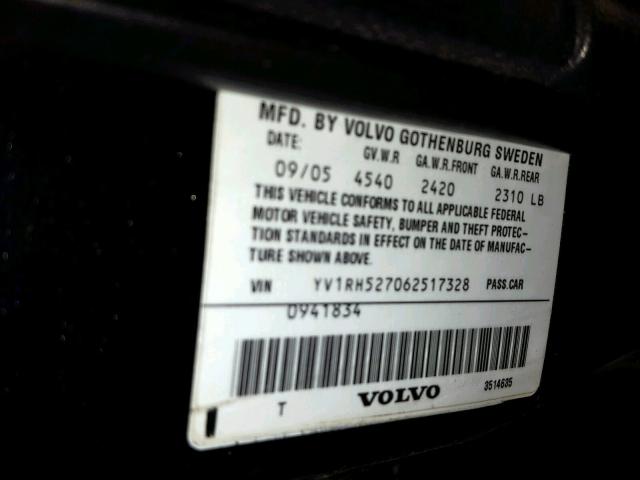 MFD. BY VOLVO GOTHENBURG SWEDEN
DATE: GV.W.R GA.W.R.FRONT GA.W.R.REAR
09/05 4540 2420 2310 LB
THIS VEHICLE CONFORMS TO ALL APPLICABLE FEDERAL
MOTOR VEHICLE SAFETY, BUMPER AND THEFT PROTEC-
TION STANDARDS IN EFFECT ON THE DATE OF MANUFAC-
TURE SHOWN ABOVE.
VIN YV1RH527062517328 PASS.CAR
0941834
T VOLVO 3514635